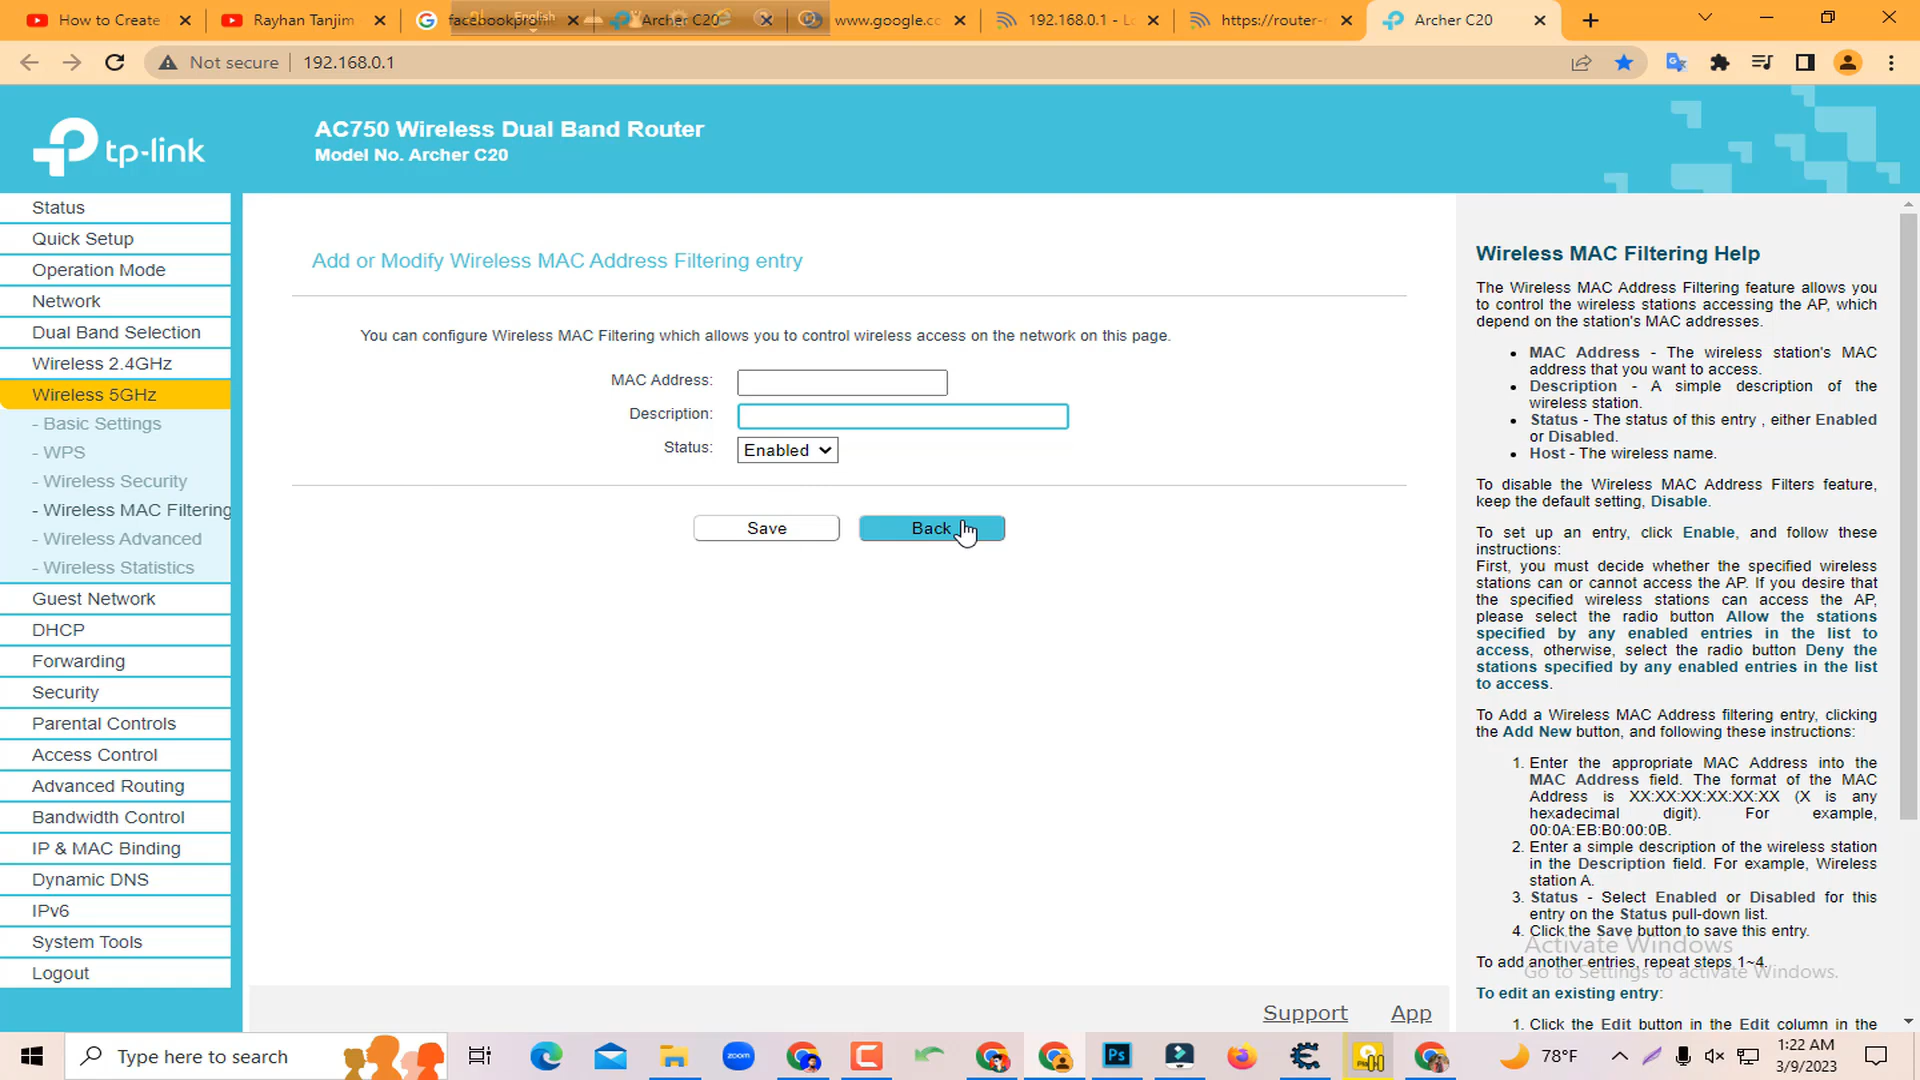 How to Create
Rayhan Tanjim
facebookprom
English
Archer C20
www.google.co
192.168.0.1 - Lo
https://router-
Archer C20
Not secure
192.168.0.1
tp-link
AC750 Wireless Dual Band Router
Model No. Archer C20
Status
Quick Setup
Operation Mode
Network
Dual Band Selection
Wireless 2.4GHz
Wireless 5GHz
- Basic Settings
- WPS
- Wireless Security
- Wireless MAC Filtering
- Wireless Advanced
- Wireless Statistics
Guest Network
DHCP
Forwarding
Security
Parental Controls
Access Control
Advanced Routing
Bandwidth Control
IP & MAC Binding
Dynamic DNS
IPv6
System Tools
Logout
Add or Modify Wireless MAC Address Filtering entry
You can configure Wireless MAC Filtering which allows you to control wireless access on the network on this page.
MAC Address:
Description:
Status:
Enabled
Save
Back
Support
App
Wireless MAC Filtering Help
The Wireless MAC Address Filtering feature allows you
to control the wireless stations accessing the AP, which
depend on the station's MAC addresses.
• MAC Address - The wireless station's MAC
address that you want to access.
• Description - A simple description of the
wireless station.
• Status - The status of this entry , either Enabled
or Disabled.
• Host - The wireless name.
To disable the Wireless MAC Address Filters feature,
keep the default setting, Disable.
To set up an entry, click Enable, and follow these
instructions:
First, you must decide whether the specified wireless
stations can or cannot access the AP. If you desire that
the specified wireless stations can access the AP,
please select the radio button Allow the stations
specified by any enabled entries in the list to
access, otherwise, select the radio button Deny the
stations specified by any enabled entries in the list
to access.
To Add a Wireless MAC Address filtering entry, clicking
the Add New button, and following these instructions:
1. Enter the appropriate MAC Address into the
MAC Address field. The format of the MAC
Address is XX:XX:XX:XX:XX:XX (X is any
hexadecimal digit). For example,
00:0A:EB:B0:00:0B.
2. Enter a simple description of the wireless station
in the Description field. For example, Wireless
station A.
3. Status - Select Enabled or Disabled for this
entry on the Status pull-down list.
4. Click the Save button to save this entry.
To add another entries, repeat steps 1~4.
To edit an existing entry:
1. Click the Edit button in the Edit column in the
Activate Windows
Go to Settings to activate Windows.
Type here to search
zoom
Ps
78°F
1:22 AM
3/9/2023